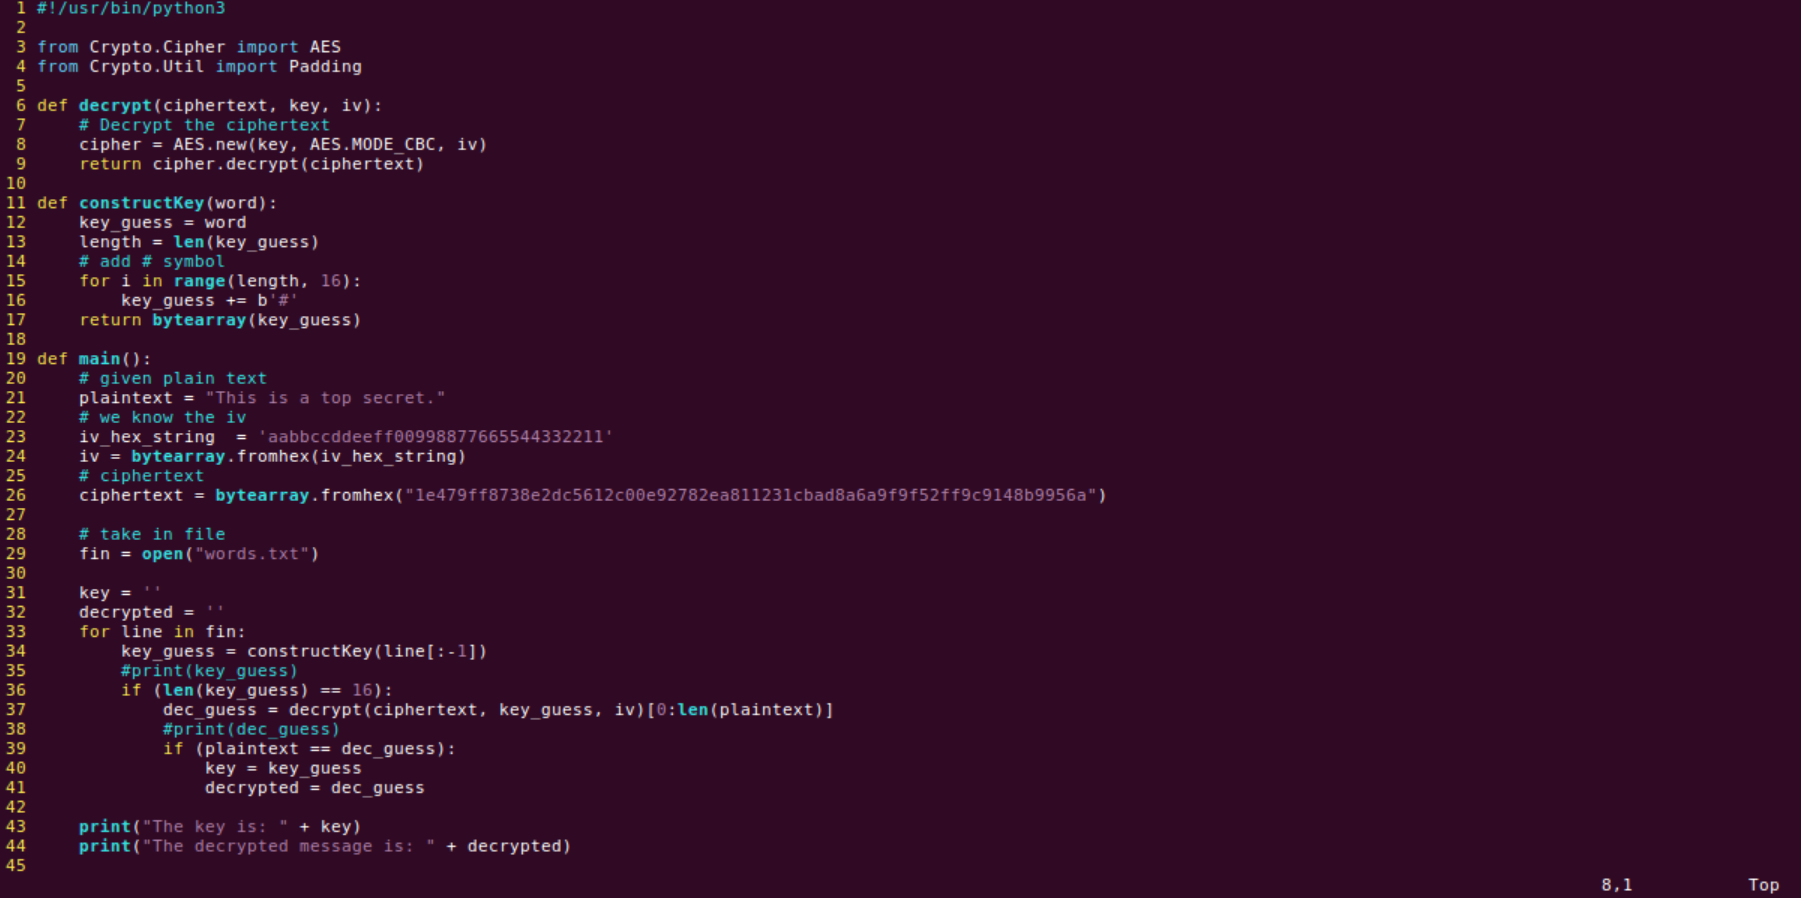 1 #!/usr/bin/python3
2
3 from Crypto.Cipher import AES
4 from Crypto.Util import Padding
5
6 def decrypt(ciphertext, key, iv):
7     # Decrypt the ciphertext
8     cipher = AES.new(key, AES.MODE_CBC, iv)
9     return cipher.decrypt(ciphertext)
10
11 def constructKey(word):
12     key_guess = word
13     length = len(key_guess)
14     # add # symbol
15     for i in range(length, 16):
16         key_guess += b'#'
17     return bytearray(key_guess)
18
19 def main():
20     # given plain text
21     plaintext = "This is a top secret."
22     # we know the iv
23     iv_hex_string  = 'aabbccddeeff00998877665544332211'
24     iv = bytearray.fromhex(iv_hex_string)
25     # ciphertext
26     ciphertext = bytearray.fromhex("1e479ff8738e2dc5612c00e92782ea811231cbad8a6a9f9f52ff9c9148b9956a")
27
28     # take in file
29     fin = open("words.txt")
30
31     key = ''
32     decrypted = ''
33     for line in fin:
34         key_guess = constructKey(line[:-1])
35         #print(key_guess)
36         if (len(key_guess) == 16):
37             dec_guess = decrypt(ciphertext, key_guess, iv)[0:len(plaintext)]
38             #print(dec_guess)
39             if (plaintext == dec_guess):
40                 key = key_guess
41                 decrypted = dec_guess
42
43     print("The key is: " + key)
44     print("The decrypted message is: " + decrypted)
45
8,1 Top